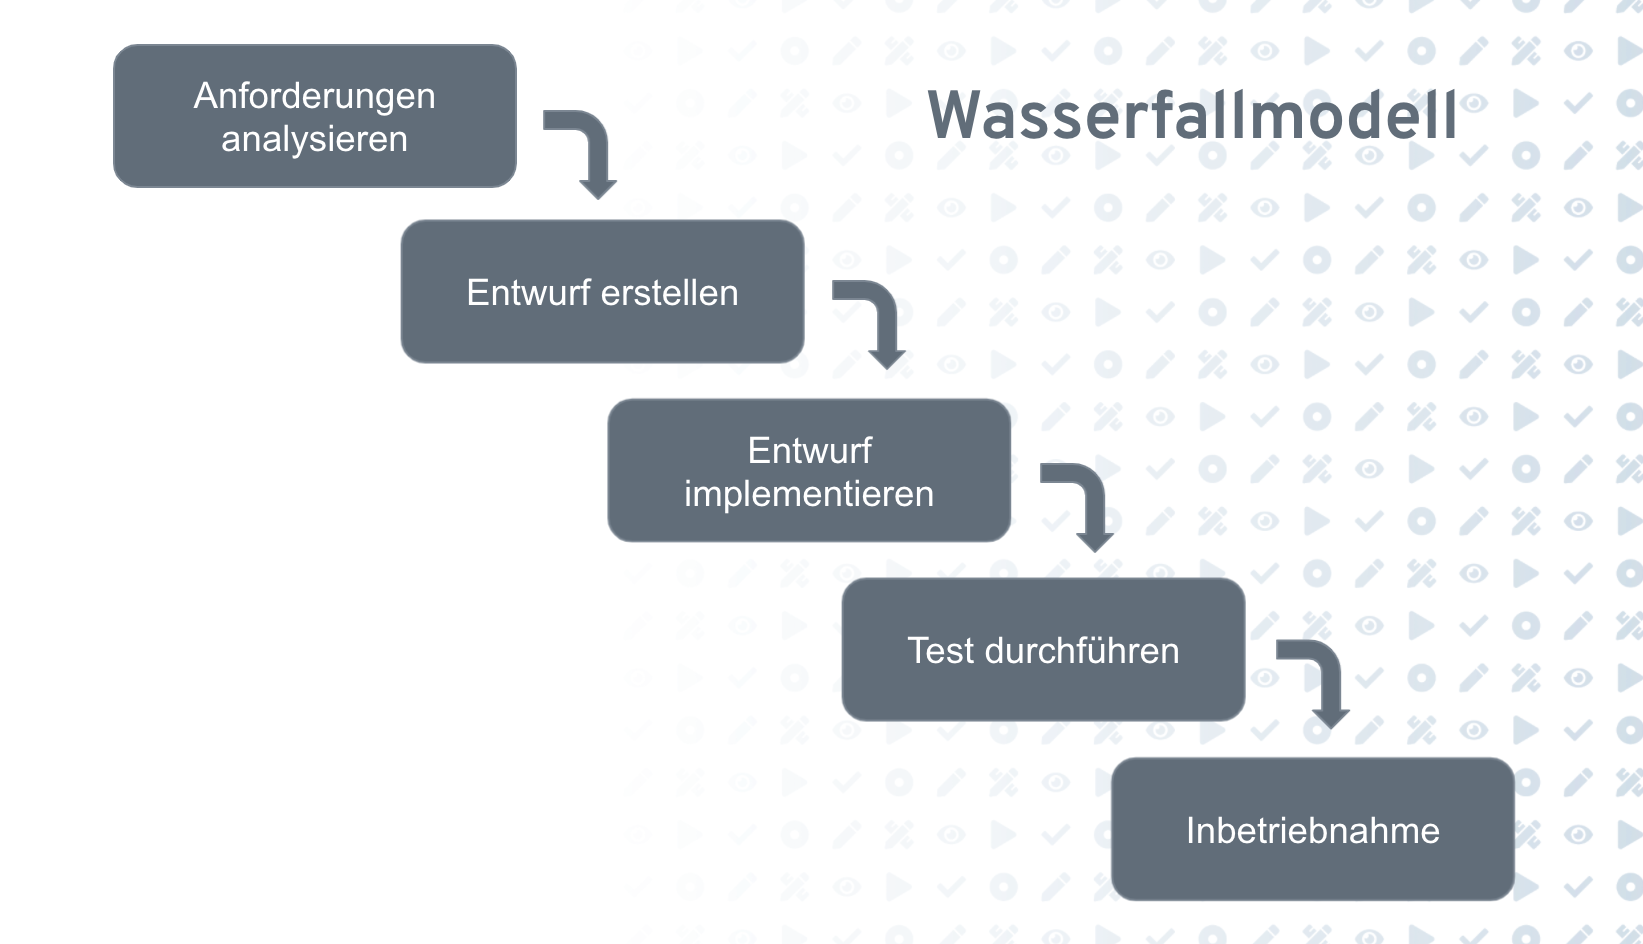 Wasserfallmodell
Anforderungen
analysieren
Entwurf erstellen
Entwurf
implementieren
Test durchführen
Inbetriebnahme